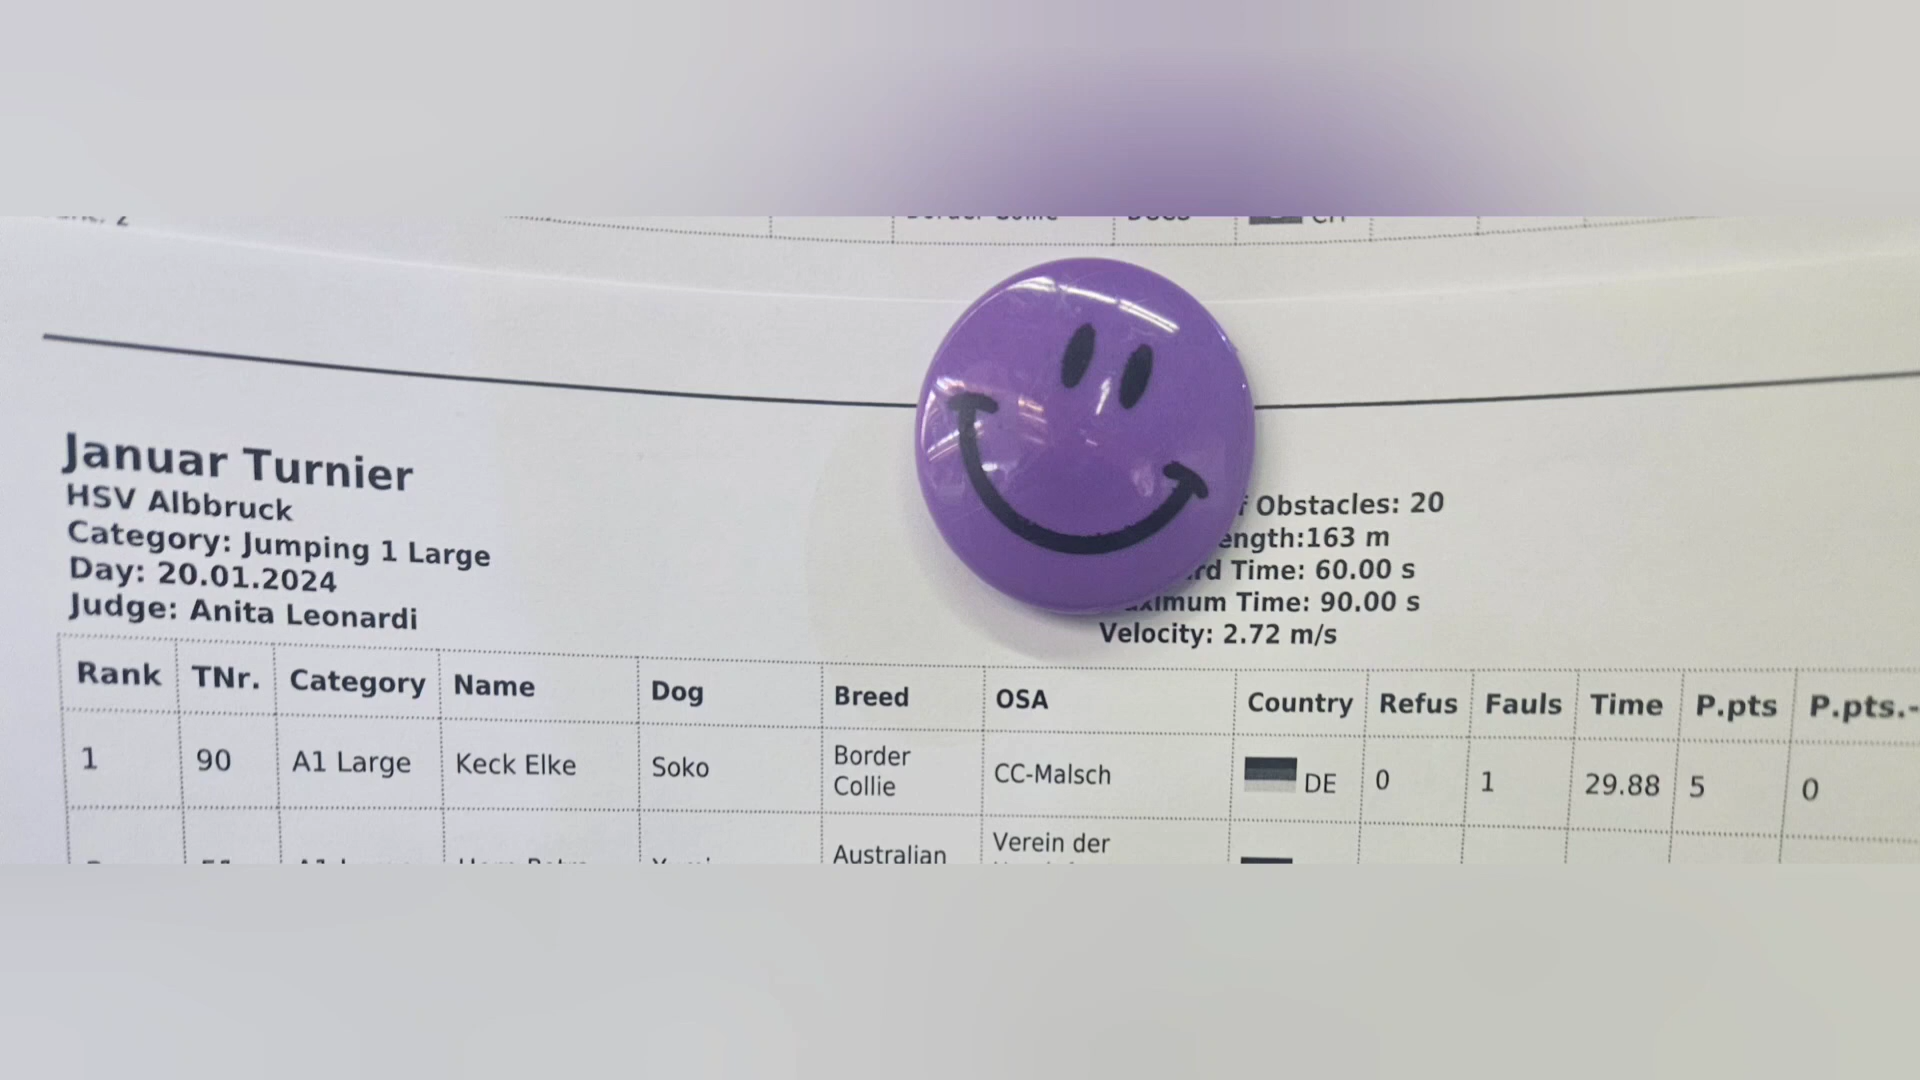 Januar Turnier
HSV Albbruck
Category: Jumping 1 Large
Day: 20.01.2024
Judge: Anita Leonardi
Obstacles: 20
163 m
Time: 60.00 s
Time: 90.00 s
Velocity: 2.72 m/s
Rank TNr. Category Name Dog Breed OSA Country Refus Fauls Time P.pts P.pts.-
1 90 A1 Large Keck Elke Soko Border Collie CC-Malsch DE 0 1 29.88 5 0
Australian Verein der